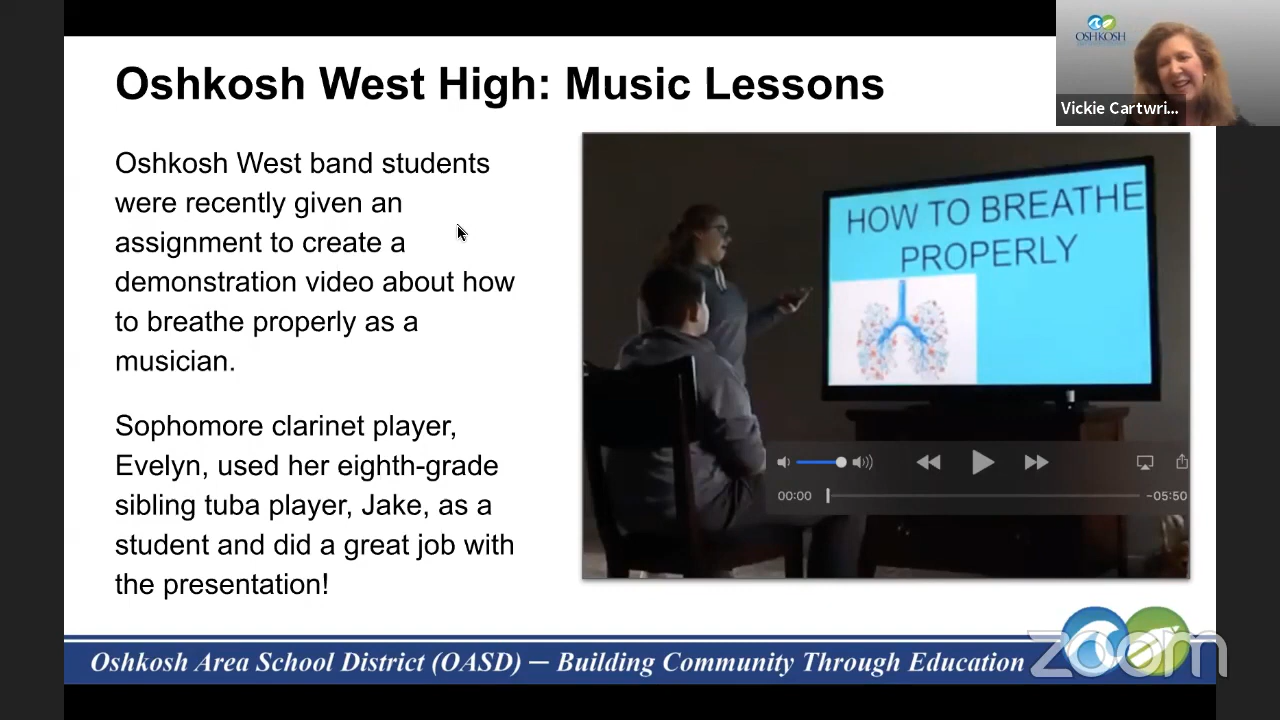 Oshkosh West High: Music Lessons
OSHKOSH
Vickie Cartwri...
Oshkosh West band students
were recently given an
assignment to create a
demonstration video about how
to breathe properly as a
musician.
Sophomore clarinet player,
Evelyn, used her eighth-grade
sibling tuba player, Jake, as a
student and did a great job with
the presentation!
HOW TO BREATHE
PROPERLY
00:00
-05:50
Oshkosh Area School District (OASD) — Building Community Through Education
zoom